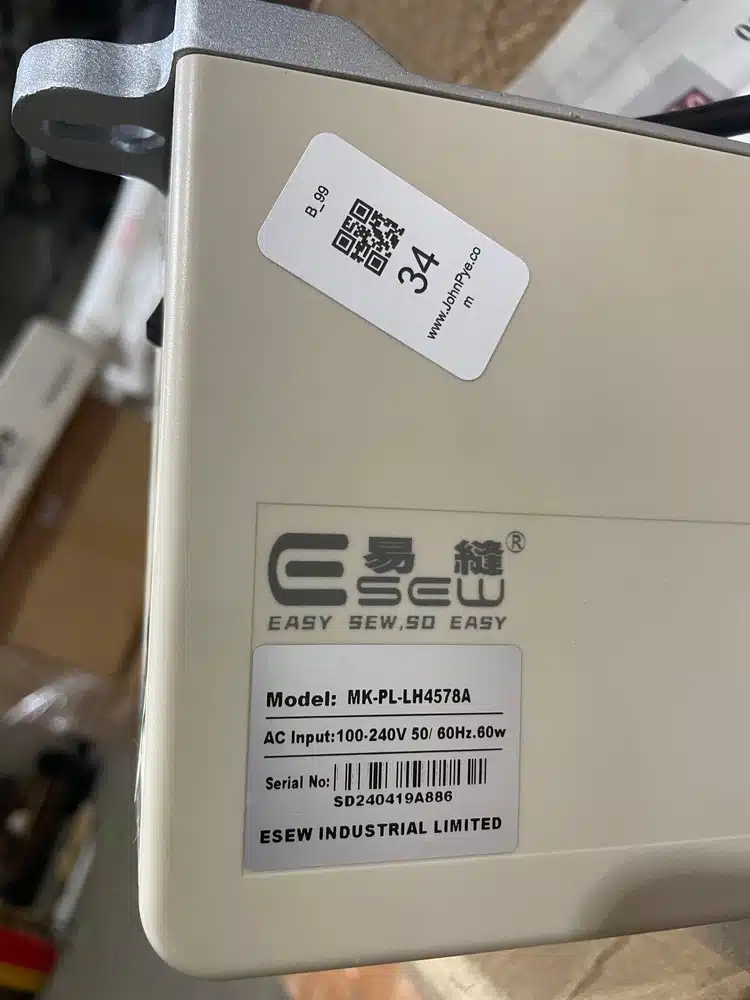 B_99
34
www.JohnPye.co
m
E 易縫®
SEW
EASY SEW,SO EASY
Model: MK-PL-LH4578A
AC Input:100-240V 50/ 60Hz.60w
Serial No:
SD240419A886
ESEW INDUSTRIAL LIMITED